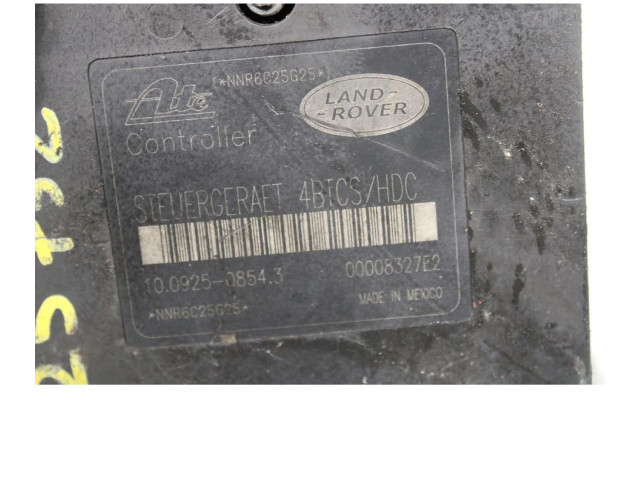 *NNR6C25G25*
Ate
LAND-
-ROVER
Controller
STEUERGERAET 4BTCS/HDC
10.0925-0854.3 00008327E2
MADE IN MEXICO
*NNR6C25G25*